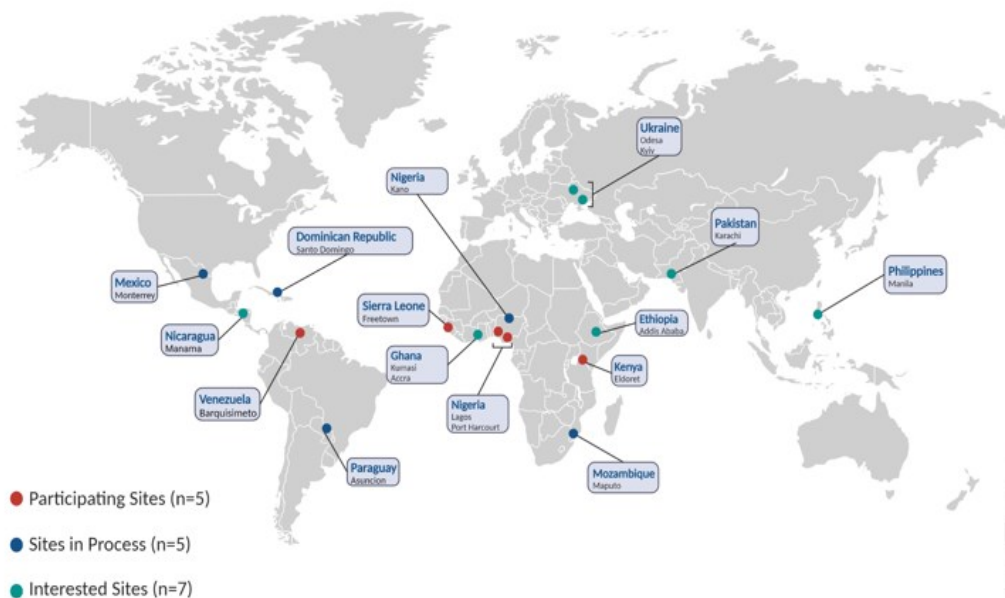 Ukraine
Odesa
Kyiv
Nigeria
Kano
Pakistan
Karachi
Dominican Republic
Santo Domingo
Philippines
Manila
Mexico
Monterrey
Sierra Leone
Freetown
Ethiopia
Addis Ababa
Nicaragua
Manama
Ghana
Kumasi
Accra
Kenya
Eldoret
Venezuela
Barquisimeto
Nigeria
Lagos
Port Harcourt
Paraguay
Asuncion
Mozambique
Maputo
Participating Sites (n=5)
Sites in Process (n=5)
Interested Sites (n=7)